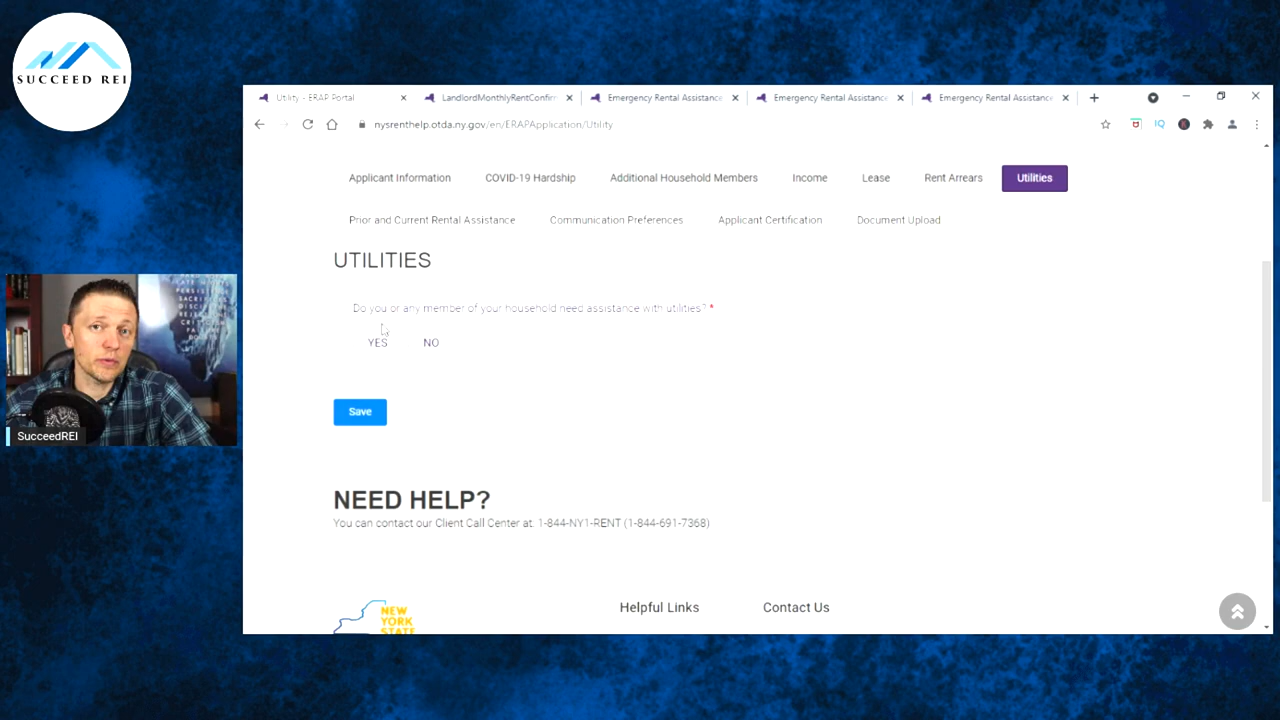 SUCCEED REI
Utility - ERAP Portal
LandlordMonthlyRentConfirm
Emergency Rental Assistance
Emergency Rental Assistance
Emergency Rental Assistance
nysrenthelp.otda.ny.gov/en/ERAPApplication/Utility
IQ
Applicant Information COVID-19 Hardship Additional Household Members Income Lease Rent Arrears Utilities
Prior and Current Rental Assistance Communication Preferences Applicant Certification Document Upload
UTILITIES
Do you or any member of your household need assistance with utilities? *
YES NO
Save
SucceedREI
NEED HELP?
You can contact our Client Call Center at: 1-844-NY1-RENT (1-844-691-7368)
Helpful Links Contact Us
NEW
YORK
STATE